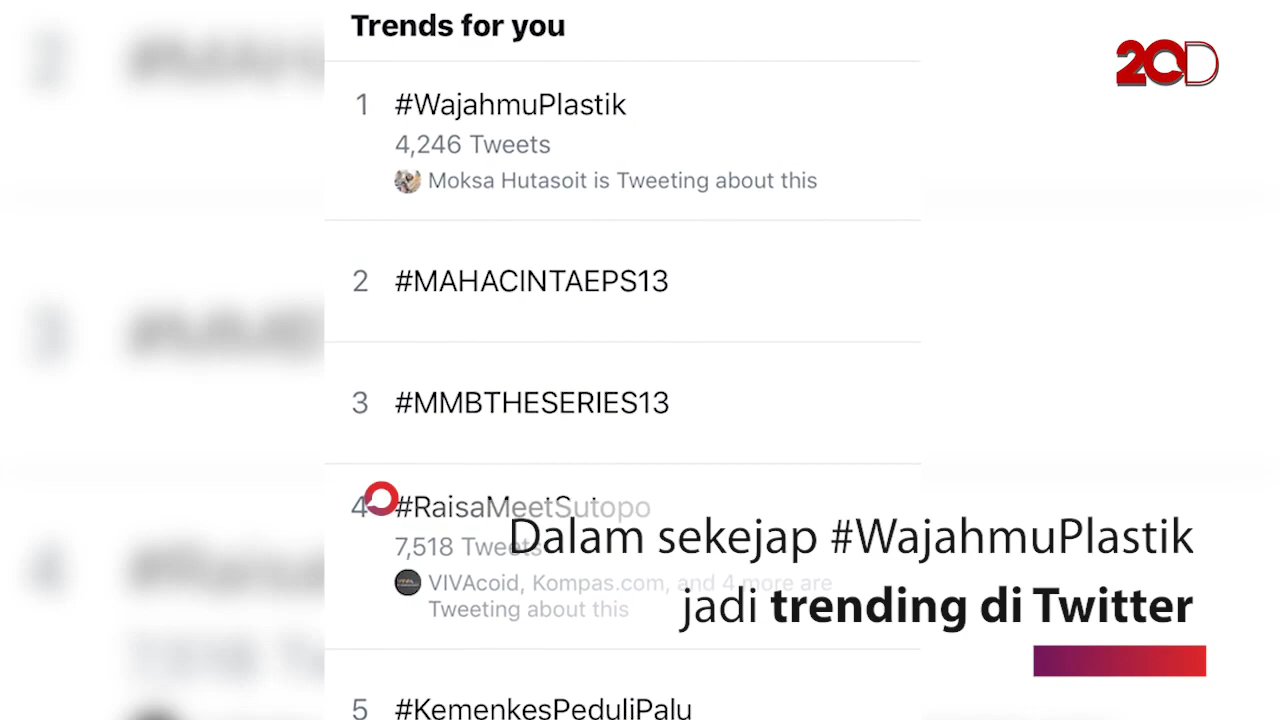 Trends for you
20D
1 #WajahmuPlastik
4,246 Tweets
Moksa Hutasoit is Tweeting about this
2 #MAHACINTAEPS13
3 #MMBTHESERIES13
4 #RaisaMeetSutopo
7,518 Tweets
VIVAcoid, Kompas.com, and 4 more are
Tweeting about this
Dalam sekejap #WajahmuPlastik
jadi trending di Twitter
5 #KemenkesPeduliPalu